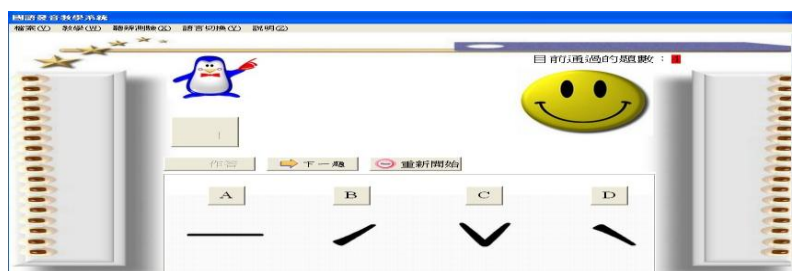 國語發音教學系統
檔案(V) 教學(W) 聽辨測驗(X) 語言切換(Y) 說明(Z)
目前通過的題數：1
作答 下一題 重新開始
A B C D